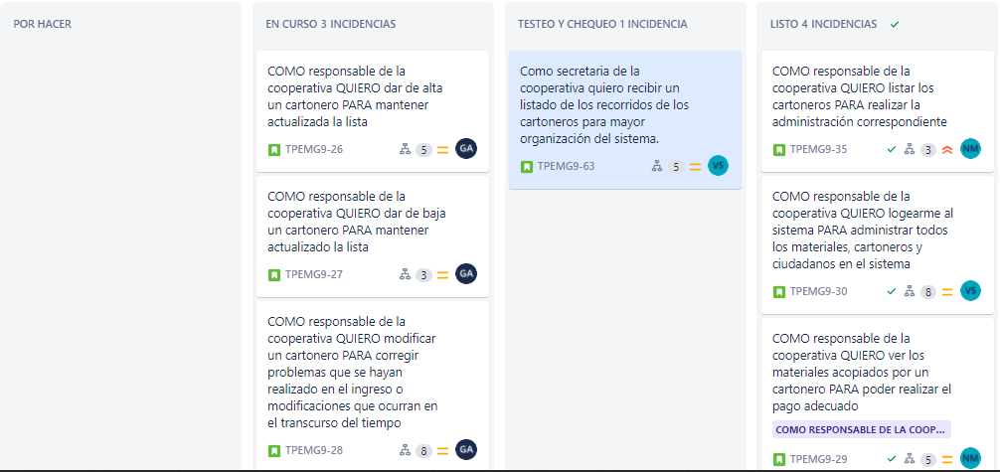 POR HACER
EN CURSO 3 INCIDENCIAS
COMO responsable de la
cooperativa QUIERO dar de alta
un cartonero PARA mantener
actualizada la lista
TPEMG9-26
5
GA
COMO responsable de la
cooperativa QUIERO dar de baja
un cartonero PARA mantener
actualizado la lista
TPEMG9-27
3
GA
COMO responsable de la
cooperativa QUIERO modificar
un cartonero PARA corregir
problemas que se hayan
realizado en el ingreso o
modificaciones que ocurran en
el transcurso del tiempo
TPEMG9-28
8
GA
TESTEO Y CHEQUEO 1 INCIDENCIA
Como secretaria de la
cooperativa quiero recibir un
listado de los recorridos de los
cartoneros para mayor
organización del sistema.
TPEMG9-63
5
VS
LISTO 4 INCIDENCIAS
COMO responsable de la
cooperativa QUIERO listar los
cartoneros PARA realizar la
administración correspondiente
TPEMG9-35
3
NM
COMO responsable de la
cooperativa QUIERO logearme al
sistema PARA administrar todos
los materiales, cartoneros y
ciudadanos en el sistema
TPEMG9-30
8
VS
COMO responsable de la
cooperativa QUIERO ver los
materiales acopiados por un
cartonero PARA poder realizar el
pago adecuado
COMO RESPONSABLE DE LA COOP...
TPEMG9-29
5
NM